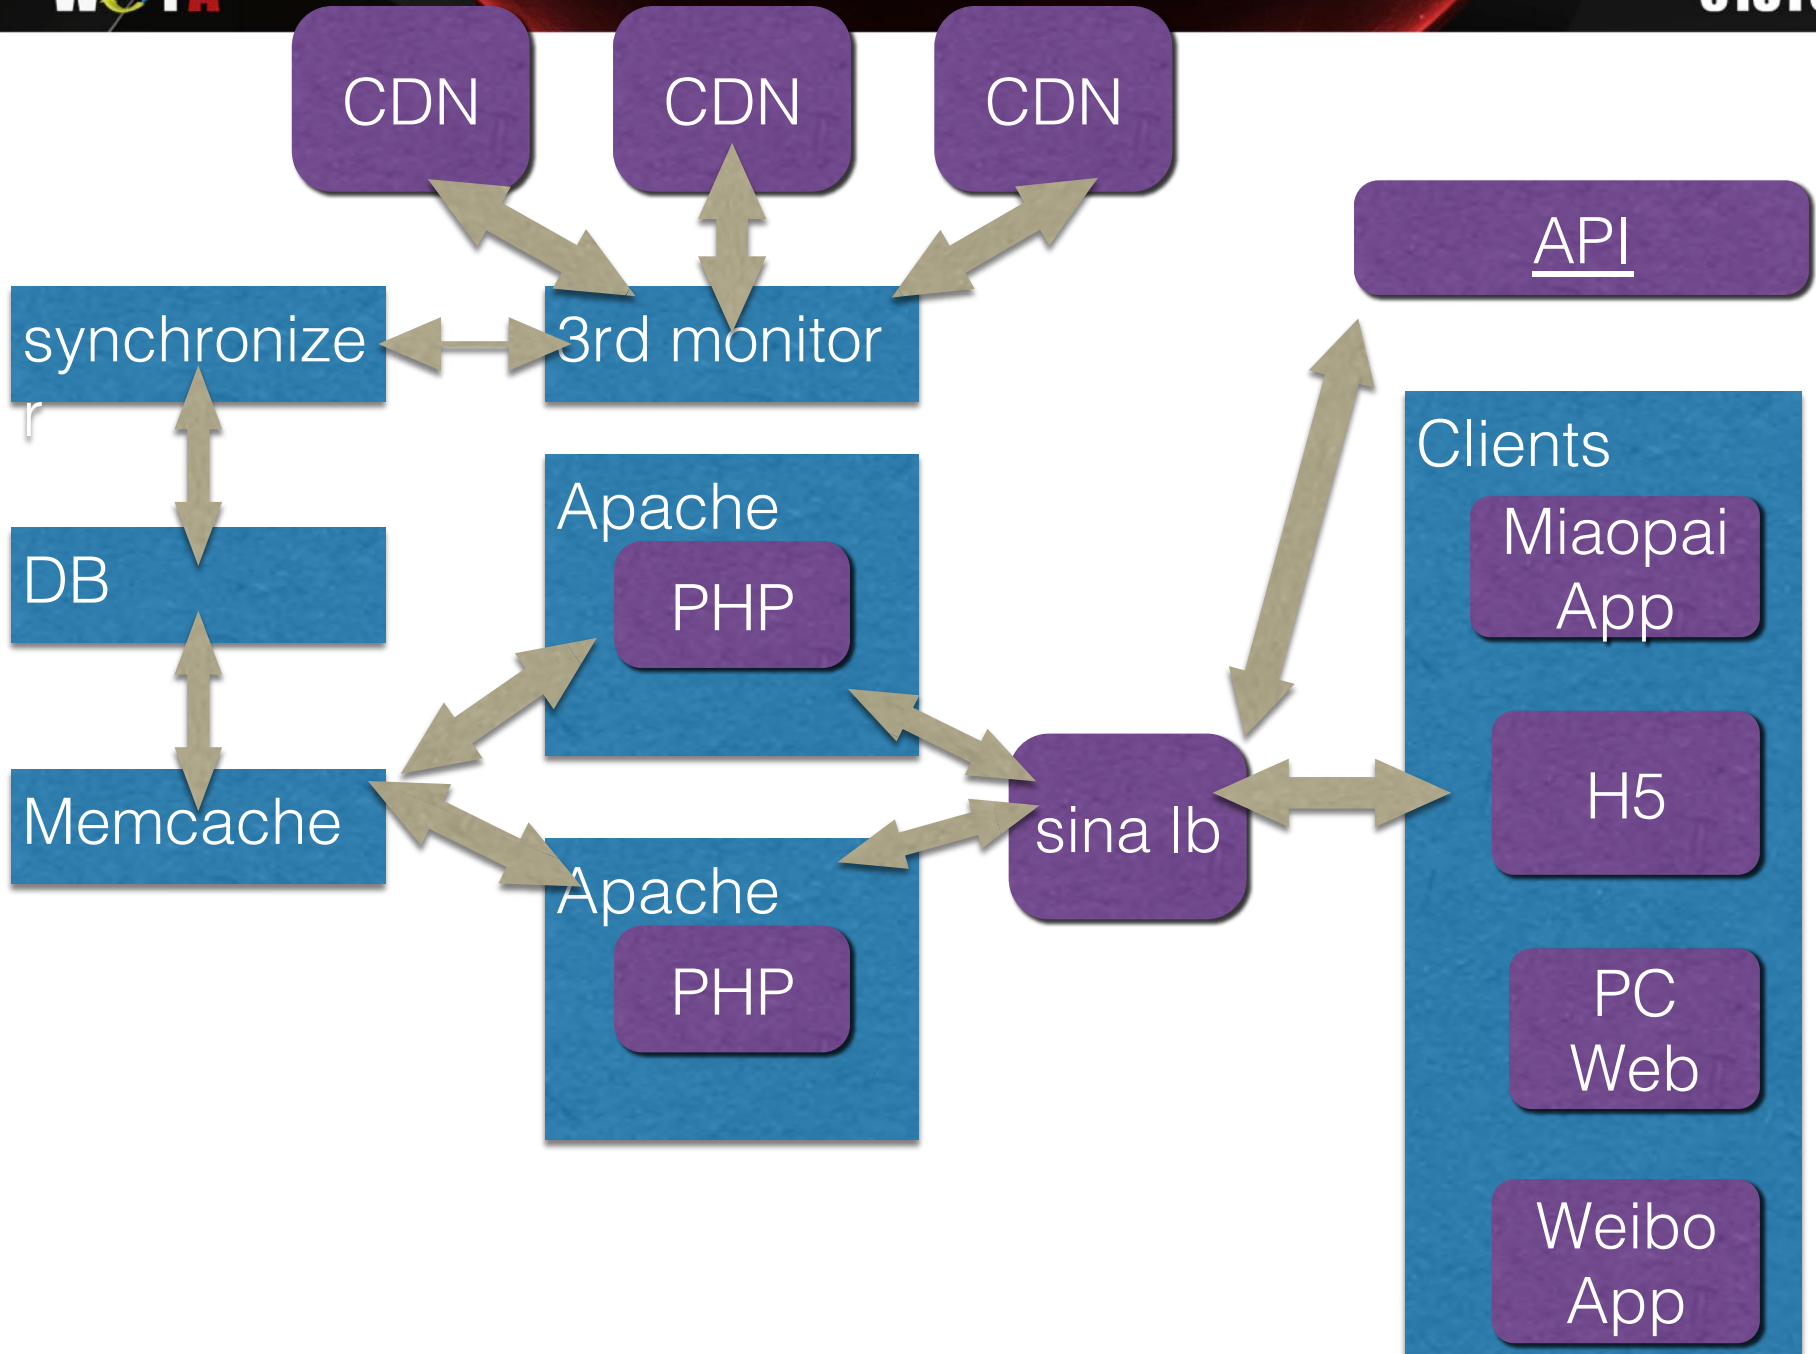 CDN
CDN
CDN
API
synchronize
r
3rd monitor
Clients
Apache
PHP
Miaopai
App
DB
H5
Memcache
sina lb
Apache
PHP
PC
Web
Weibo
App